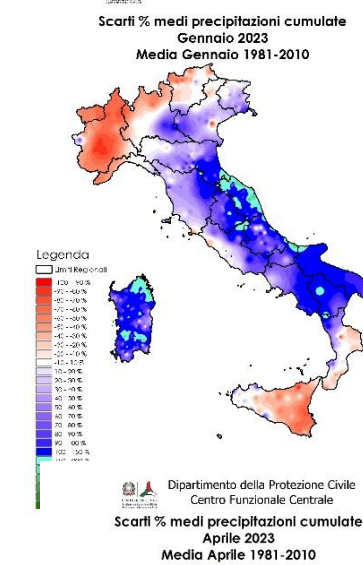 Scarti % medi precipitazioni cumulate
Gennaio 2023
Media Gennaio 1981-2010
Legenda
Limiti Regionali
-100 - -90 %
-90 - -80 %
-80 - -70 %
-70 - -60 %
-60 - -50 %
-50 - -40 %
-40 - -30 %
-30 - -20 %
-20 - -10 %
-10 - 10 %
10 - 20 %
20 - 30 %
30 - 40 %
40 - 50 %
50 - 60 %
60 - 70 %
70 - 80 %
80 - 90 %
90 - 100 %
100 - 150 %
Dipartimento della Protezione Civile
Centro Funzionale Centrale
Scarti % medi precipitazioni cumulate
Aprile 2023
Media Aprile 1981-2010